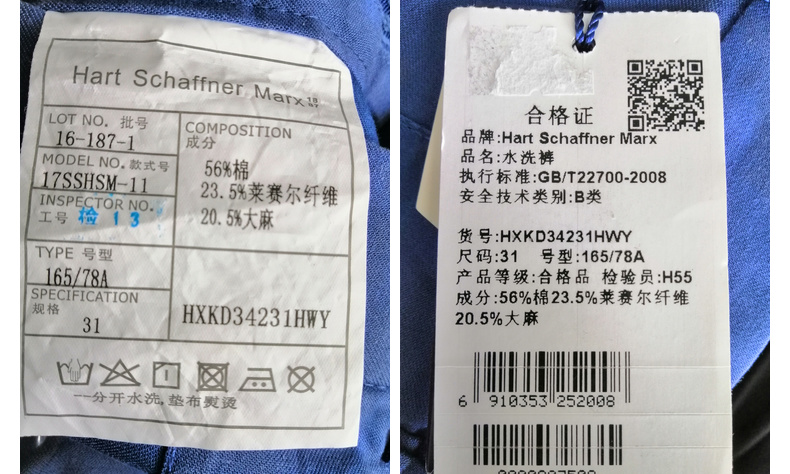 Hart Schaffner Marx
LOT NO. 批号
16-187-1
MODEL NO. 款式号
17SSHSM-11
INSPECTOR NO.
工号 检 13
COMPOSITION
成分
56%棉
23.5%莱赛尔纤维
20.5%大麻
TYPE 号型
165/78A
SPECIFICATION
规格
31
HXKD34231HWY
--分开水洗,垫布熨烫
合格证
品牌:Hart Schaffner Marx
品名:水洗裤
执行标准:GB/T22700-2008
安全技术类别:B类
货号:HXKD34231HWY
尺码:31 号型:165/78A
产品等级:合格品 检验员:H55
成分:56%棉23.5%莱赛尔纤维
20.5%大麻
6 910353 252008